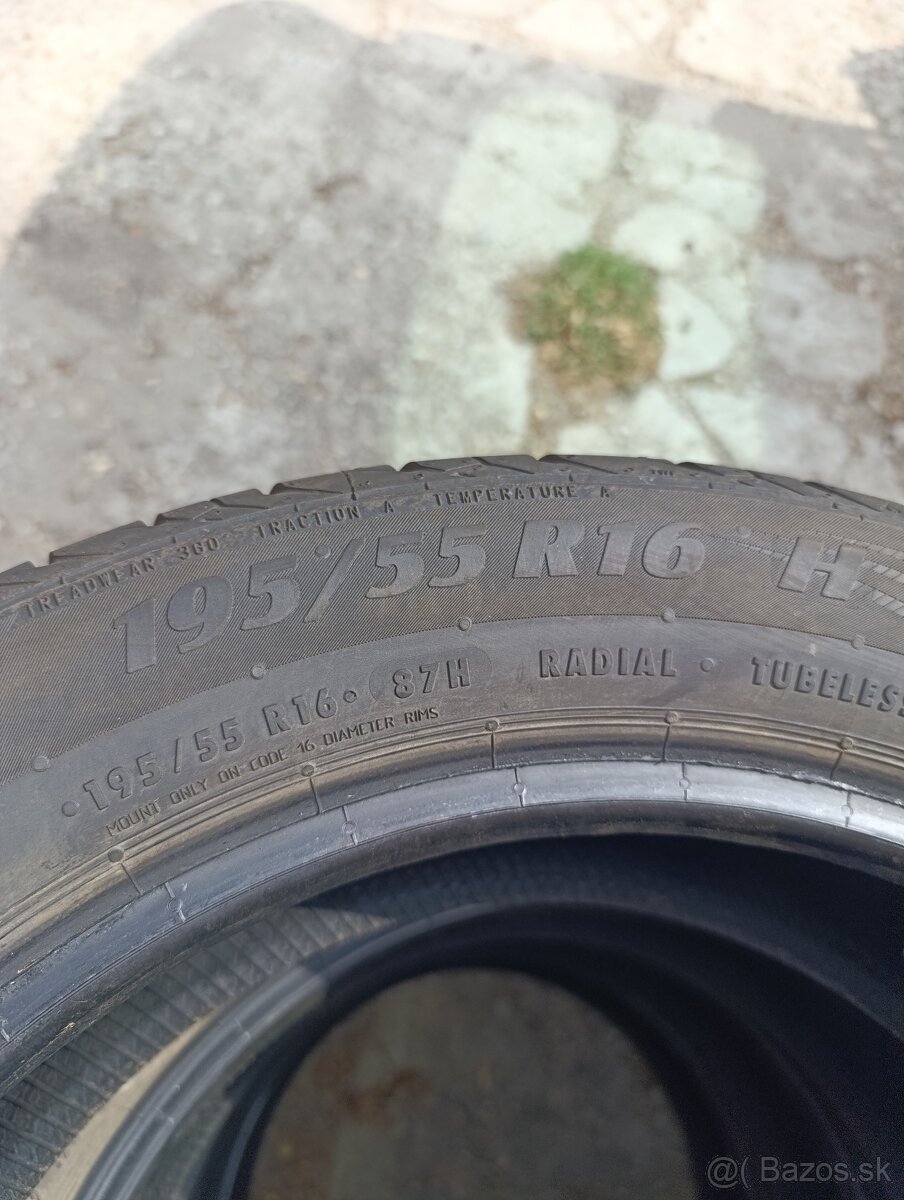 TREADWEAR 360 TRACTION A TEMPERATURE A
TWI
195/55 R16 H
195/55 R16 87H RADIAL TUBELESS
MOUNT ONLY ON CODE 16 DIAMETER RIMS
@( Bazos.sk